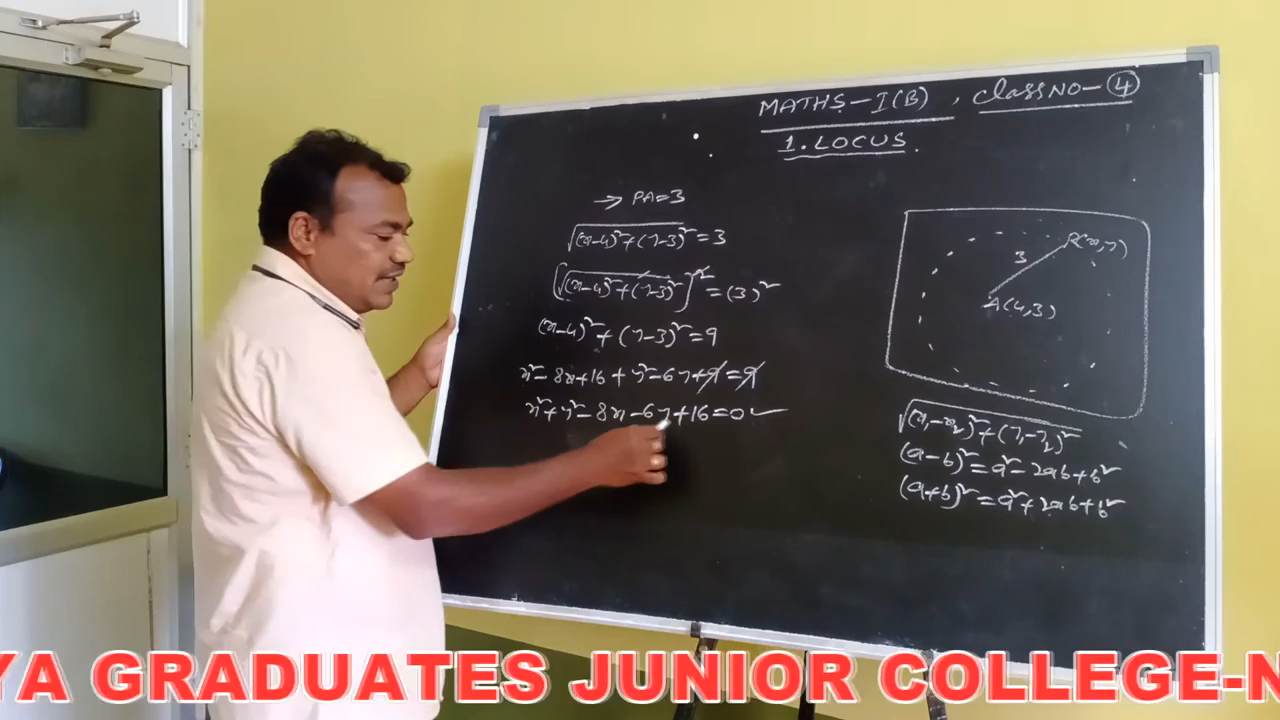 MATHS-I(B), Class NO-④
1. LOCUS.
→ PA=3
√(x-4)²+(y-3)² = 3
[√(x-4)²+(y-3)²]² = (3)²
(x-4)²+(y-3)²=9
x²-8x+16+y²-6y+9=9
x²+y²-8x-6y+16=0
3
P(x,y)
A(4,3)
√(x₁-x₂)²+(y₁-y₂)²
(a-b)²=a²-2ab+b²
(a+b)²=a²+2ab+b²
YA GRADUATES JUNIOR COLLEGE-N